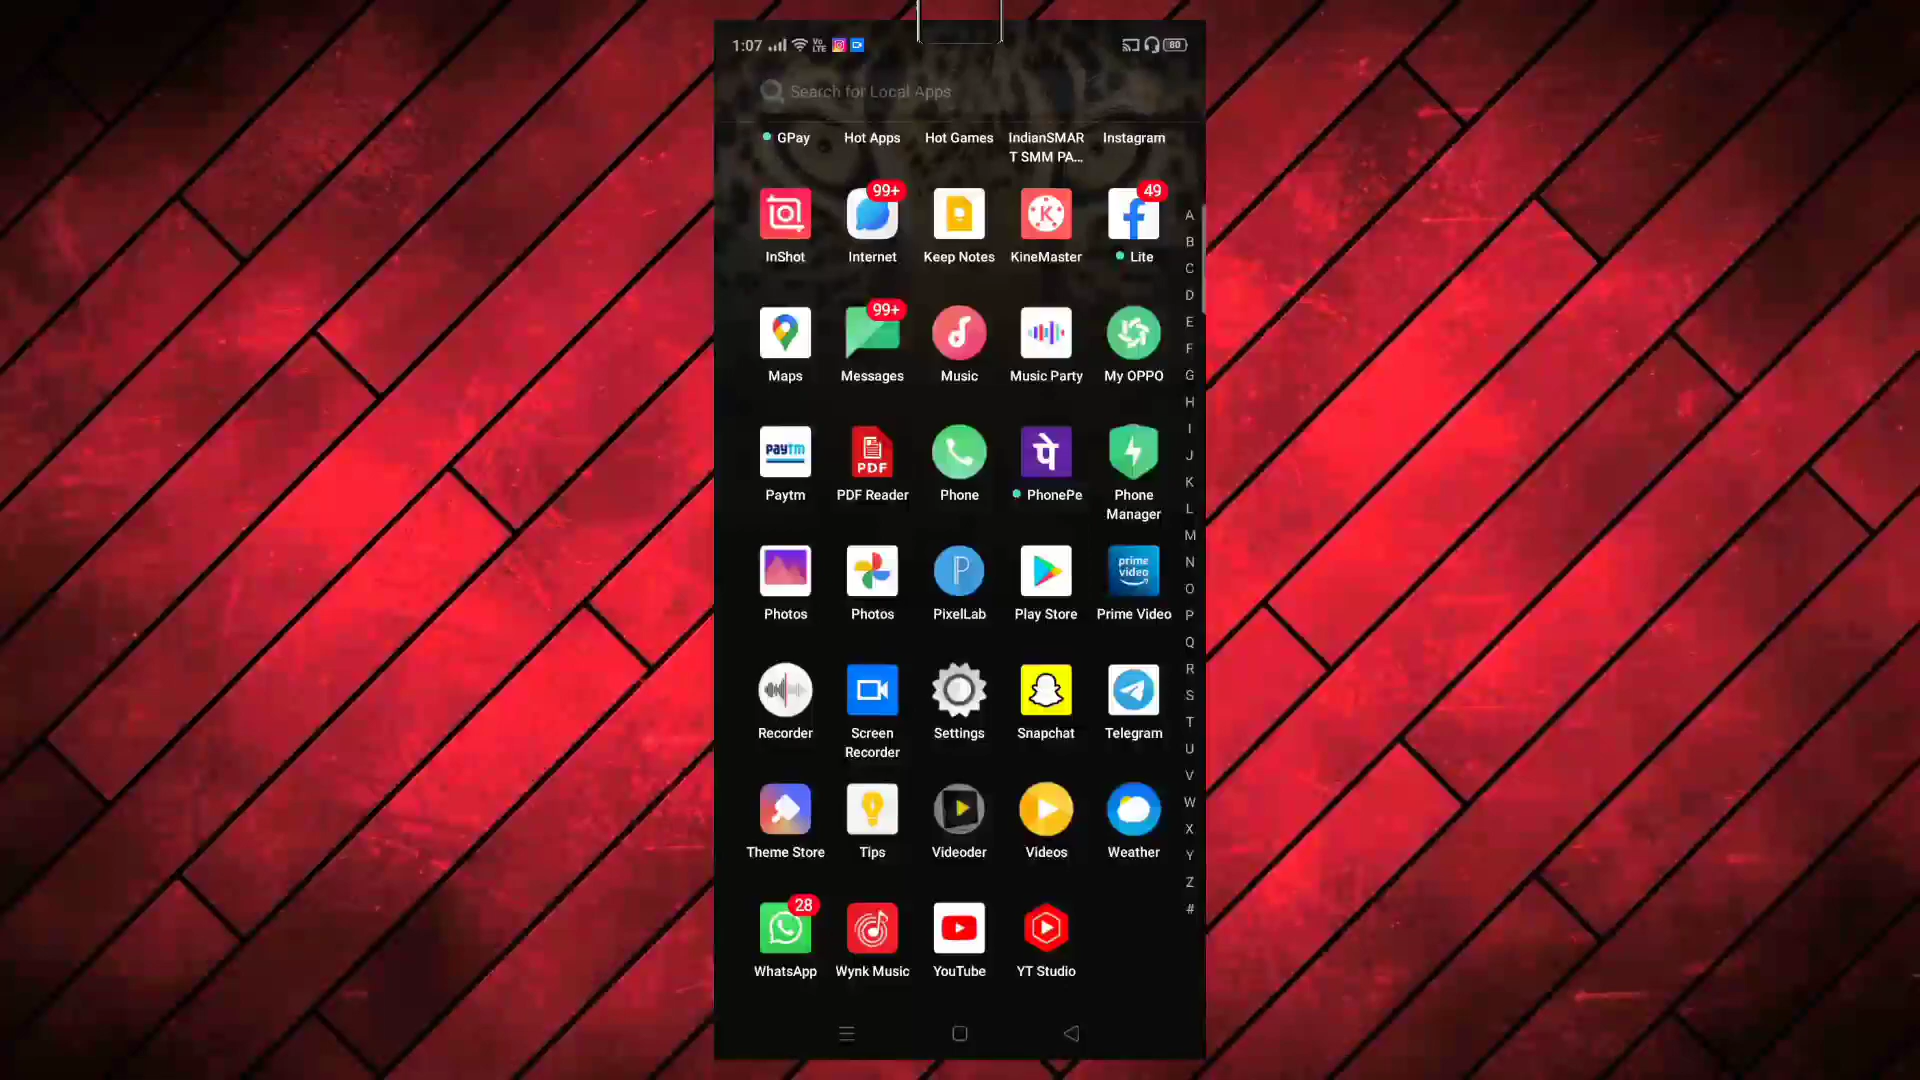 1:07 Vo LTE 80
Search for Local Apps
GPay Hot Apps Hot Games IndianSMAR Instagram
T SMM PA...
99+ 49
InShot Internet Keep Notes KineMaster Lite
99+
Maps Messages Music Music Party My OPPO
paytm PDF पे
Paytm PDF Reader Phone PhonePe Phone
Manager
P prime
video
Photos Photos PixelLab Play Store Prime Video
Recorder Screen Settings Snapchat Telegram
Recorder
Theme Store Tips Videoder Videos Weather
28
WhatsApp Wynk Music YouTube YT Studio
A
B
C
D
E
F
G
H
I
J
K
L
M
N
O
P
Q
R
S
T
U
V
W
X
Y
Z
#